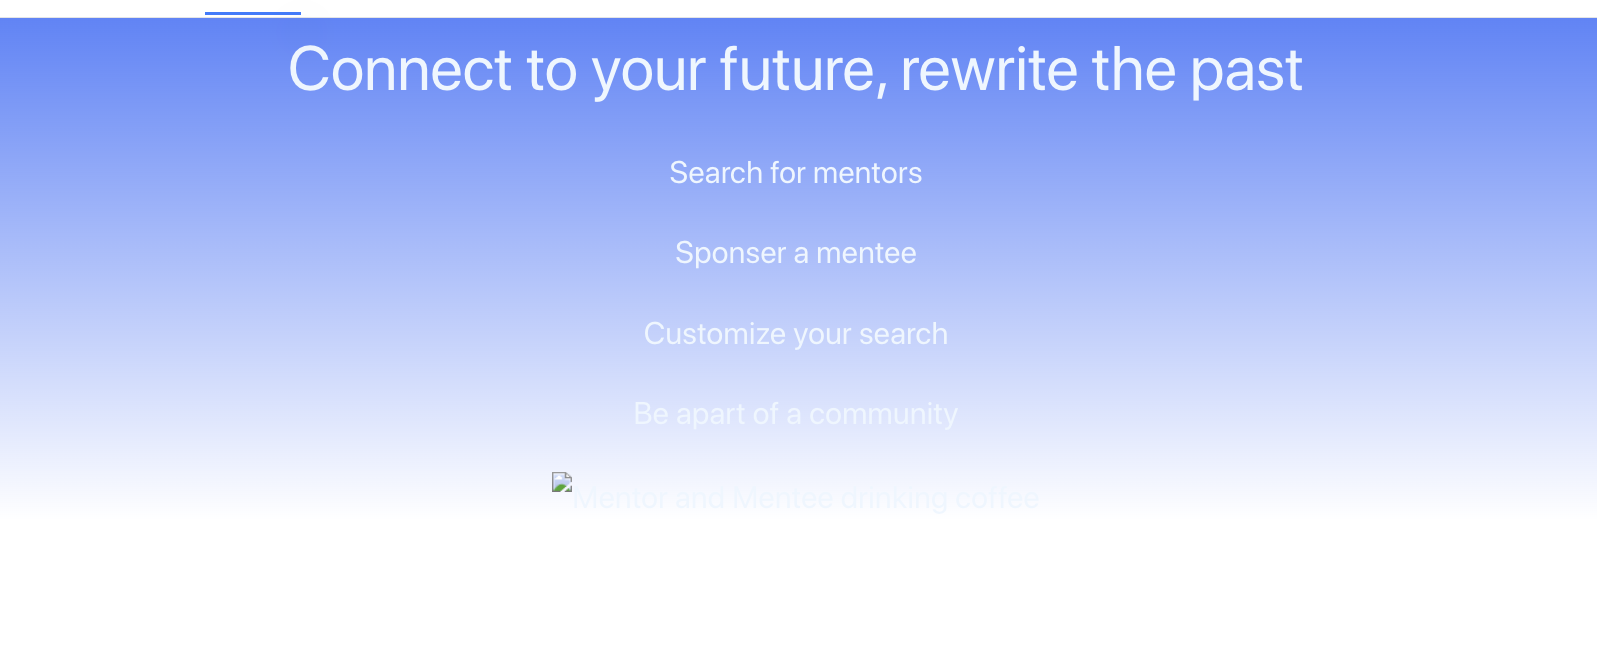 Connect to your future, rewrite the past
Search for mentors
Sponser a mentee
Customize your search
Be apart of a community
Mentor and Mentee drinking coffee